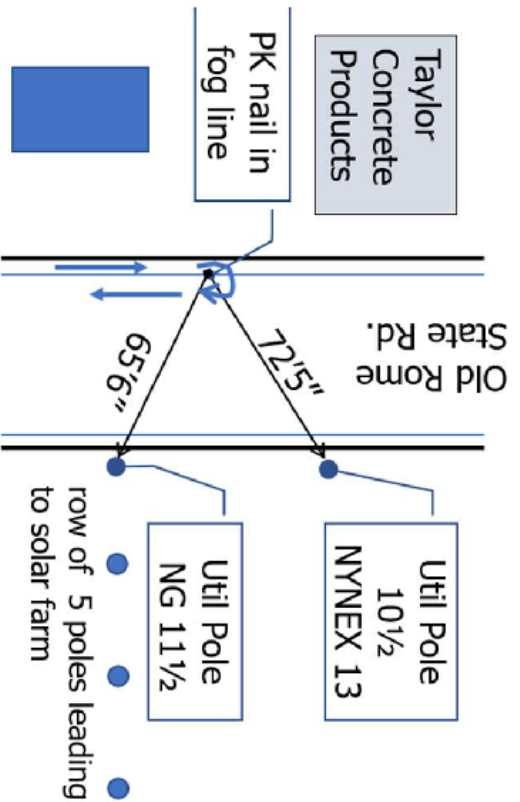 Taylor
Concrete
Products
PK nail in
fog line
Old Rome
State Rd.
72'5"
65'6"
Util Pole
10½
NYNEX 13
Util Pole
NG 11½
row of 5 poles leading
to solar farm